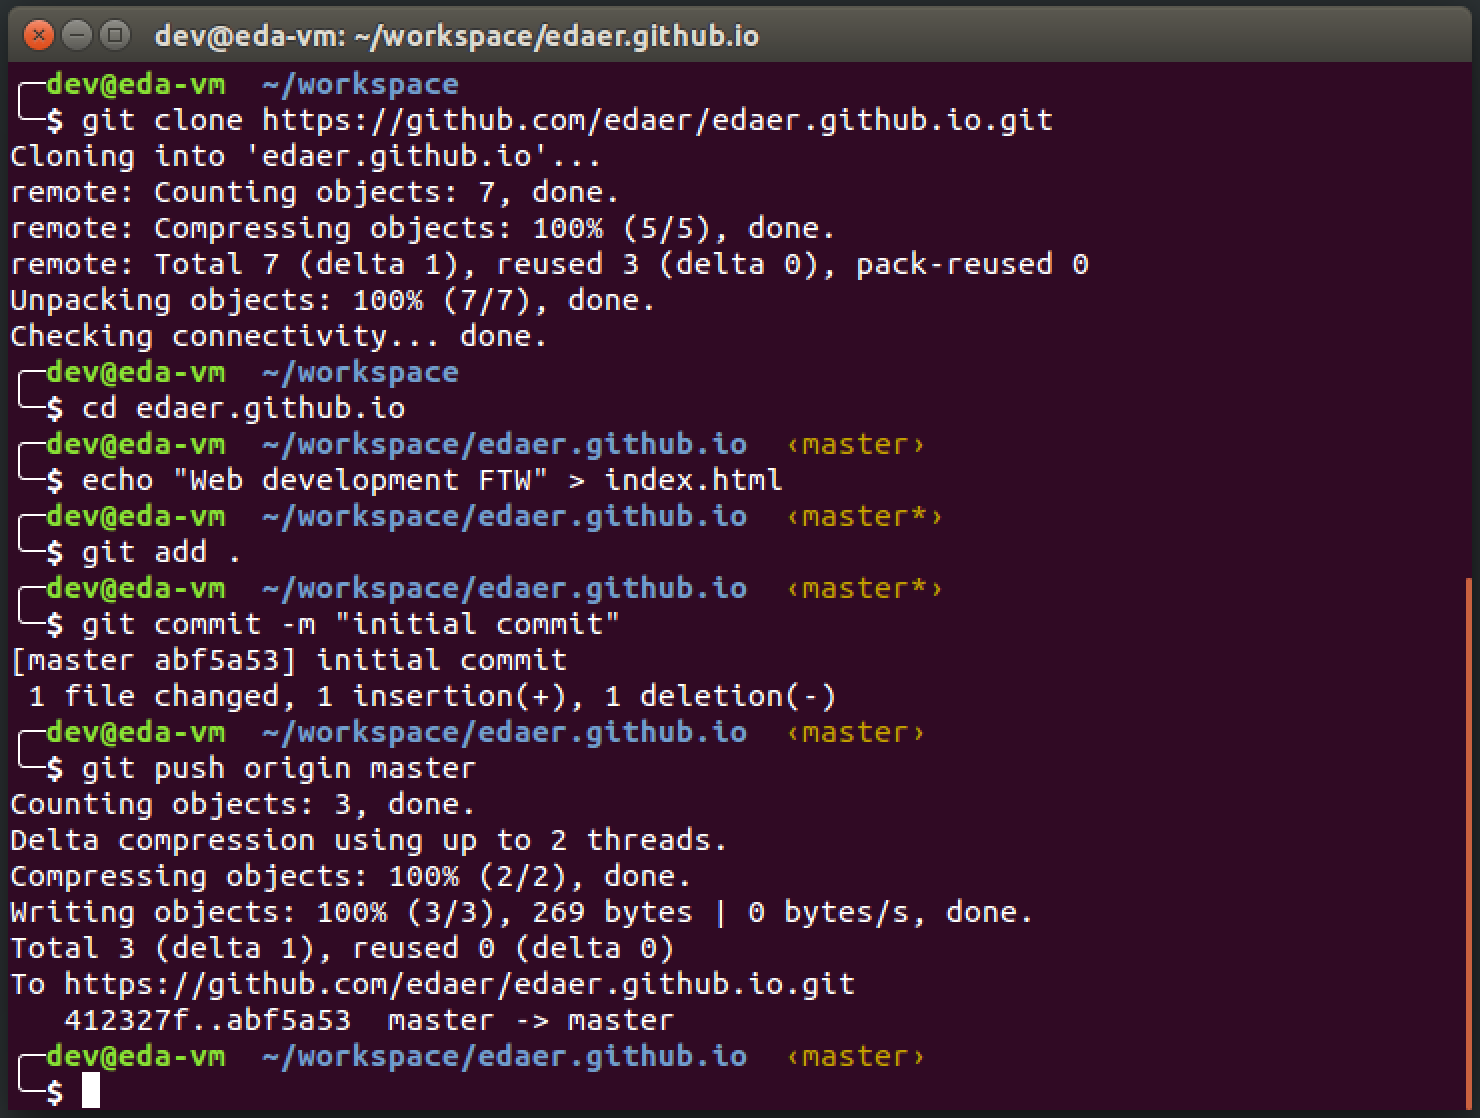 dev@eda-vm: ~/workspace/edaer.github.io
dev@eda-vm ~/workspace
$ git clone https://github.com/edaer/edaer.github.io.git
Cloning into 'edaer.github.io'...
remote: Counting objects: 7, done.
remote: Compressing objects: 100% (5/5), done.
remote: Total 7 (delta 1), reused 3 (delta 0), pack-reused 0
Unpacking objects: 100% (7/7), done.
Checking connectivity... done.
dev@eda-vm ~/workspace
$ cd edaer.github.io
dev@eda-vm ~/workspace/edaer.github.io ‹master›
$ echo "Web development FTW" > index.html
dev@eda-vm ~/workspace/edaer.github.io ‹master*›
$ git add .
dev@eda-vm ~/workspace/edaer.github.io ‹master*›
$ git commit -m "initial commit"
[master abf5a53] initial commit
 1 file changed, 1 insertion(+), 1 deletion(-)
dev@eda-vm ~/workspace/edaer.github.io ‹master›
$ git push origin master
Counting objects: 3, done.
Delta compression using up to 2 threads.
Compressing objects: 100% (2/2), done.
Writing objects: 100% (3/3), 269 bytes | 0 bytes/s, done.
Total 3 (delta 1), reused 0 (delta 0)
To https://github.com/edaer/edaer.github.io.git
   412327f..abf5a53  master -> master
dev@eda-vm ~/workspace/edaer.github.io ‹master›
$